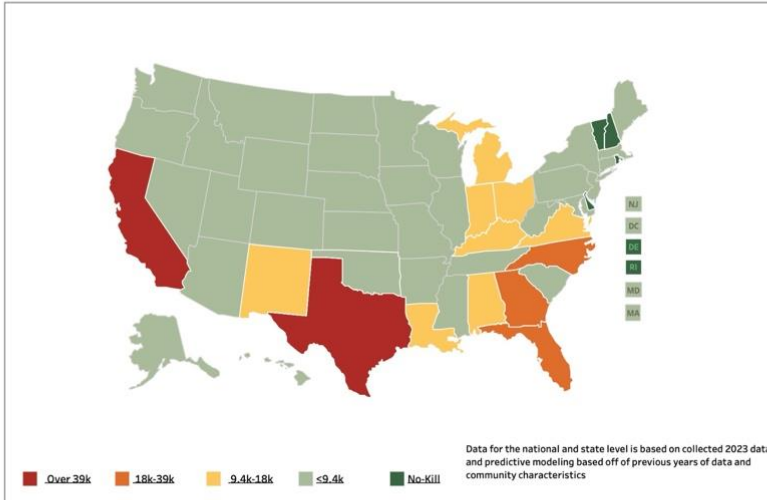 NJ
DC
DE
RI
MD
MA
Over 39k
18k-39k
9.4k-18k
≤9.4k
No-Kill
Data for the national and state level is based on collected 2023 data
and predictive modeling based off of previous years of data and
community characteristics